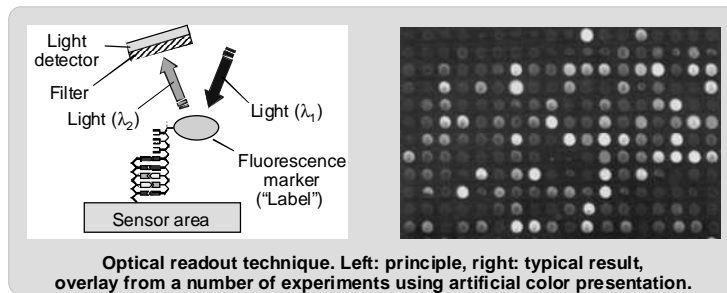 Light
detector
Filter
Light (λ2)
Light (λ1)
Fluorescence
marker
("Label")
Sensor area
Optical readout technique. Left: principle, right: typical result,
overlay from a number of experiments using artificial color presentation.